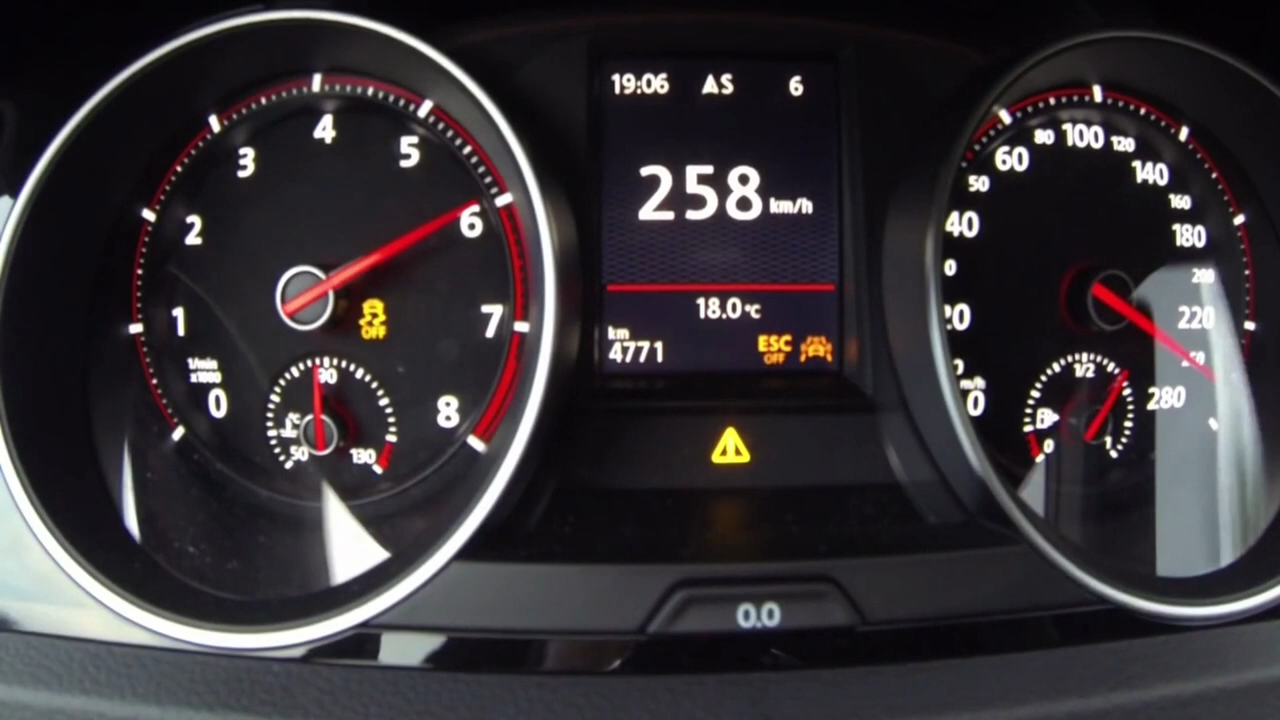 0
1
2
3
4
5
6
7
8
1/min
x1000
OFF
50
90
130
°C
19:06 AS 6
258 km/h
18.0 °C
km
4771
ESC
OFF
0.0
40
50
60
80
100
120
140
160
180
200
220
280
0
1/2
1